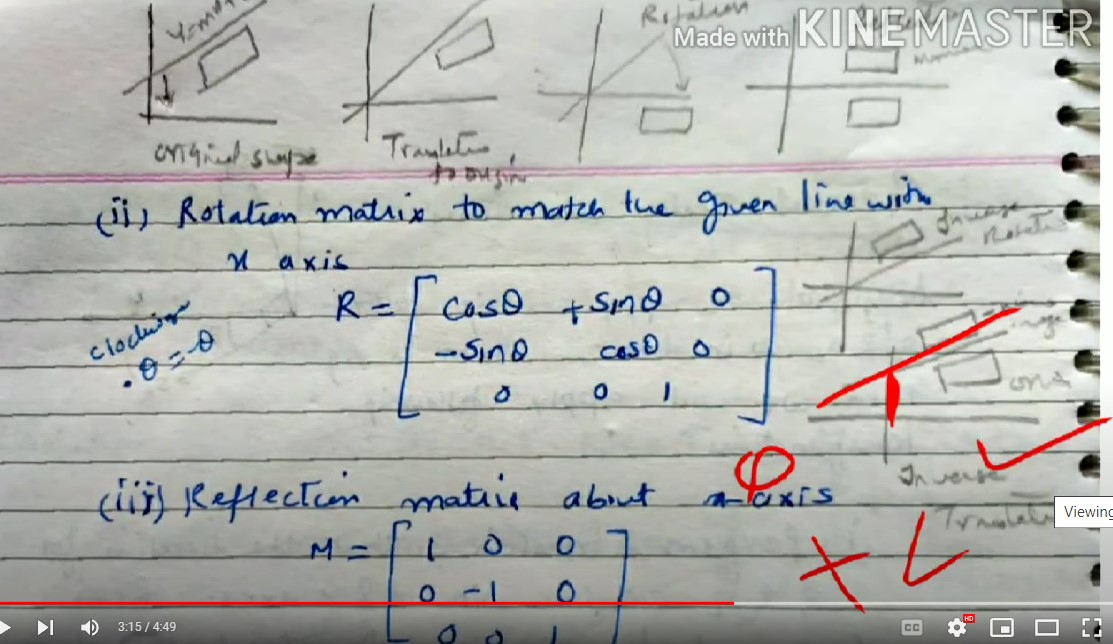 Made with KINEMASTER
Rotation
original shape
Translation
to origin
(ii) Rotation matrix to match the given line with
x axis
Inverse
Rotation
R = [ cosθ +sinθ 0
-sinθ cosθ 0
0 0 1 ]
clockwise
θ = -θ
Inverse
(iii) Reflection matrix about x-axis
M = [ 1 0 0
0 -1 0
0 0 1
Viewing
3:15 / 4:49
CC
HD